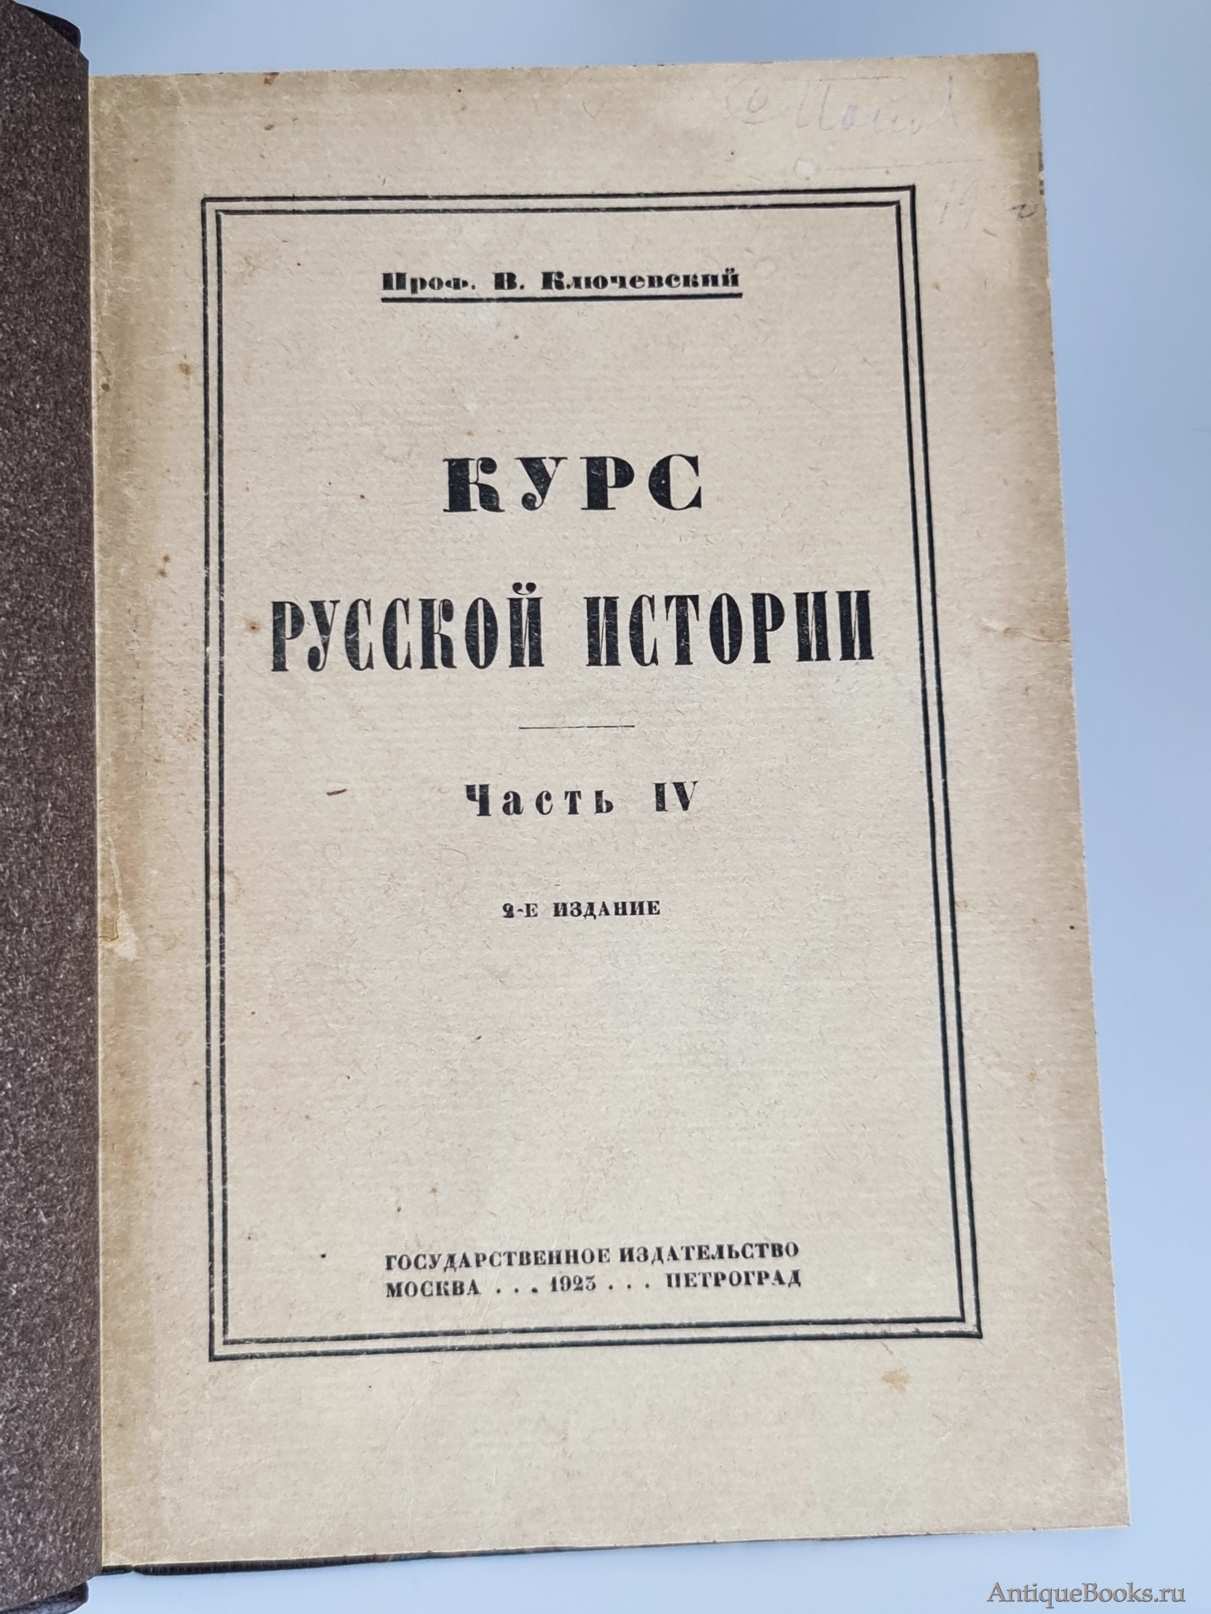 Проф. В. Ключевский
КУРС
РУССКОЙ ИСТОРИИ
Часть IV
2-Е ИЗДАНИЕ
ГОСУДАРСТВЕННОЕ ИЗДАТЕЛЬСТВО
МОСКВА . . . 1923 . . . ПЕТРОГРАД
AntiqueBooks.ru